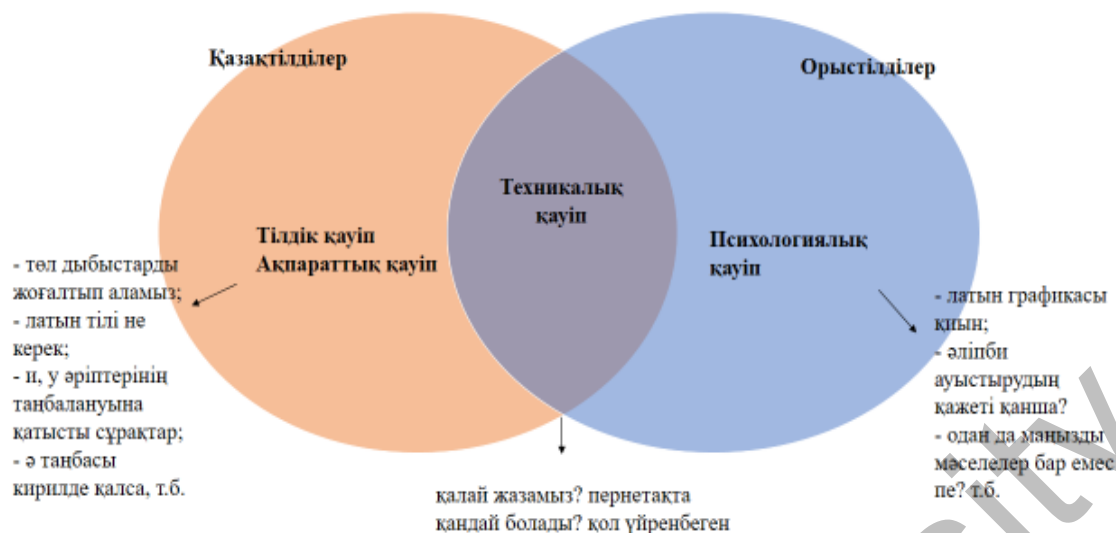 Қазақтілділер
Орыстілділер
Техникалық
қауіп
Тілдік қауіп
Ақпараттық қауіп
Психологиялық
қауіп
- төл дыбыстарды
жоғалтып аламыз;
- латын тілі не
керек;
- и, у әріптерінің
таңбалануына
қатысты сұрақтар;
- ә таңбасы
кирилде қалса, т.б.
- латын графикасы
қиын;
- әліпби
ауыстырудың
қажеті қанша?
- одан да маңызды
мәселелер бар емес
пе? т.б.
қалай жазамыз? пернетақта
қандай болады? қол үйренбеген
sity